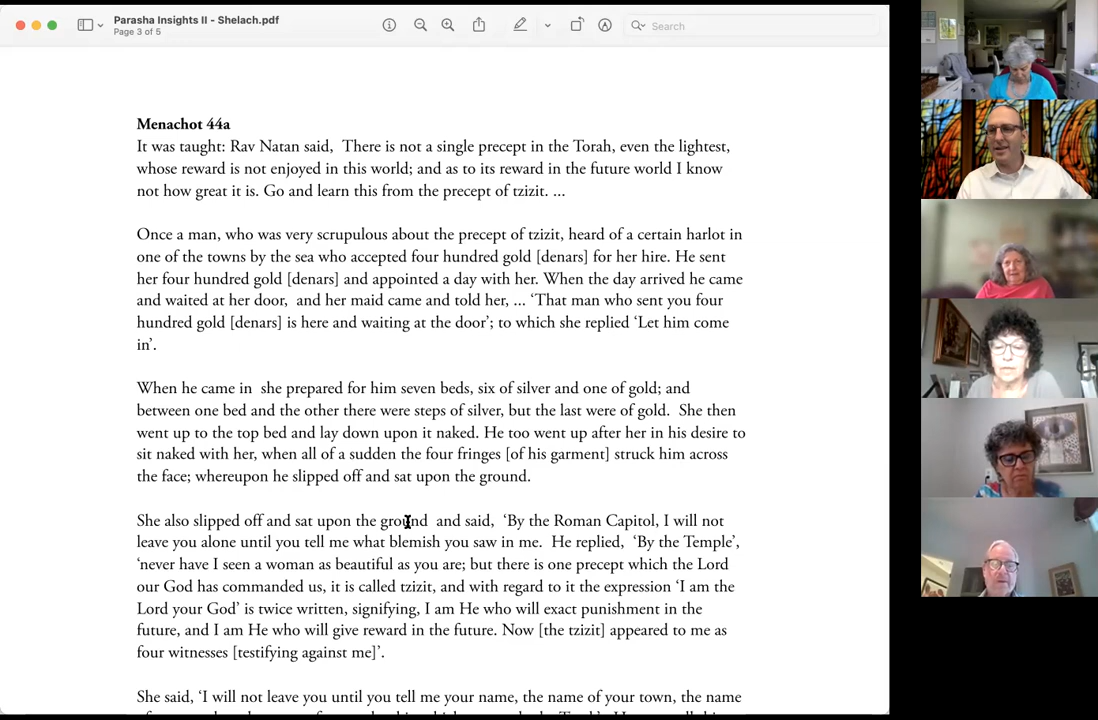 Parasha Insights II - Shelach.pdf
Page 3 of 5
Search
Menachot 44a
It was taught: Rav Natan said,  There is not a single precept in the Torah, even the lightest,
whose reward is not enjoyed in this world; and as to its reward in the future world I know
not how great it is. Go and learn this from the precept of tzizit. ...
Once a man, who was very scrupulous about the precept of tzizit, heard of a certain harlot in
one of the towns by the sea who accepted four hundred gold [denars] for her hire. He sent
her four hundred gold [denars] and appointed a day with her. When the day arrived he came
and waited at her door,  and her maid came and told her, ... ‘That man who sent you four
hundred gold [denars] is here and waiting at the door’; to which she replied ‘Let him come
in’.
When he came in  she prepared for him seven beds, six of silver and one of gold; and
between one bed and the other there were steps of silver, but the last were of gold.  She then
went up to the top bed and lay down upon it naked. He too went up after her in his desire to
sit naked with her, when all of a sudden the four fringes [of his garment] struck him across
the face; whereupon he slipped off and sat upon the ground.
She also slipped off and sat upon the ground  and said,  ‘By the Roman Capitol, I will not
leave you alone until you tell me what blemish you saw in me.  He replied,  ‘By the Temple’,
‘never have I seen a woman as beautiful as you are; but there is one precept which the Lord
our God has commanded us, it is called tzizit, and with regard to it the expression ‘I am the
Lord your God’ is twice written, signifying, I am He who will exact punishment in the
future, and I am He who will give reward in the future. Now [the tzizit] appeared to me as
four witnesses [testifying against me]’.
She said, ‘I will not leave you until you tell me your name, the name of your town, the name